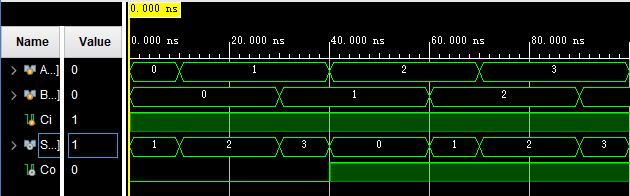 0.000 ns
Name Value 0.000 ns 20.000 ns 40.000 ns 60.000 ns 80.000 ns
A...] 0 0 1 2 3
B...] 0 0 1 2
Ci 1
S...] 1 1 2 3 0 1 2 3
Co 0